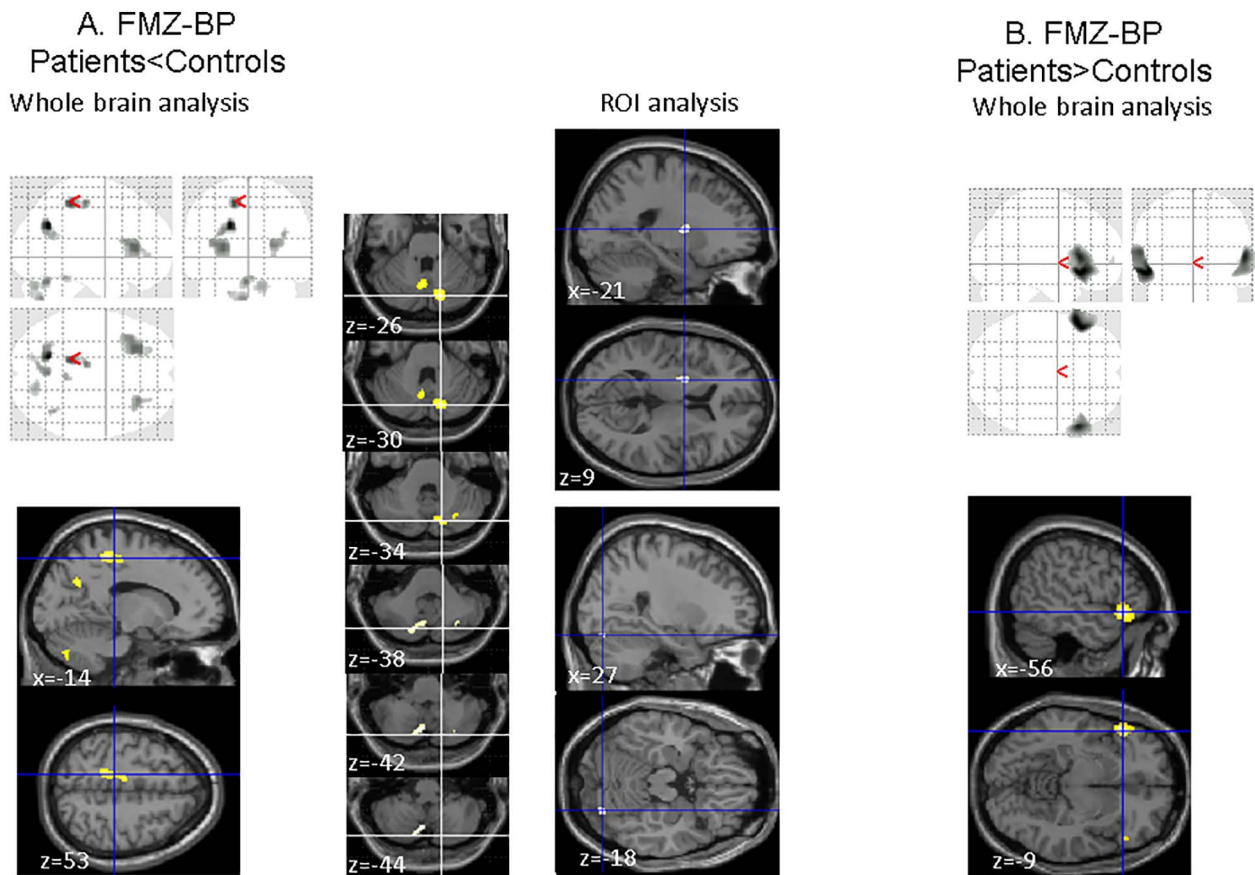 A. FMZ-BP
Patients<Controls
Whole brain analysis
x=-14
z=53
z=-26
z=-30
z=-34
z=-38
z=-42
z=-44
ROI analysis
x=-21
z=9
x=27
z=-18
B. FMZ-BP
Patients>Controls
Whole brain analysis
x=-56
z=-9